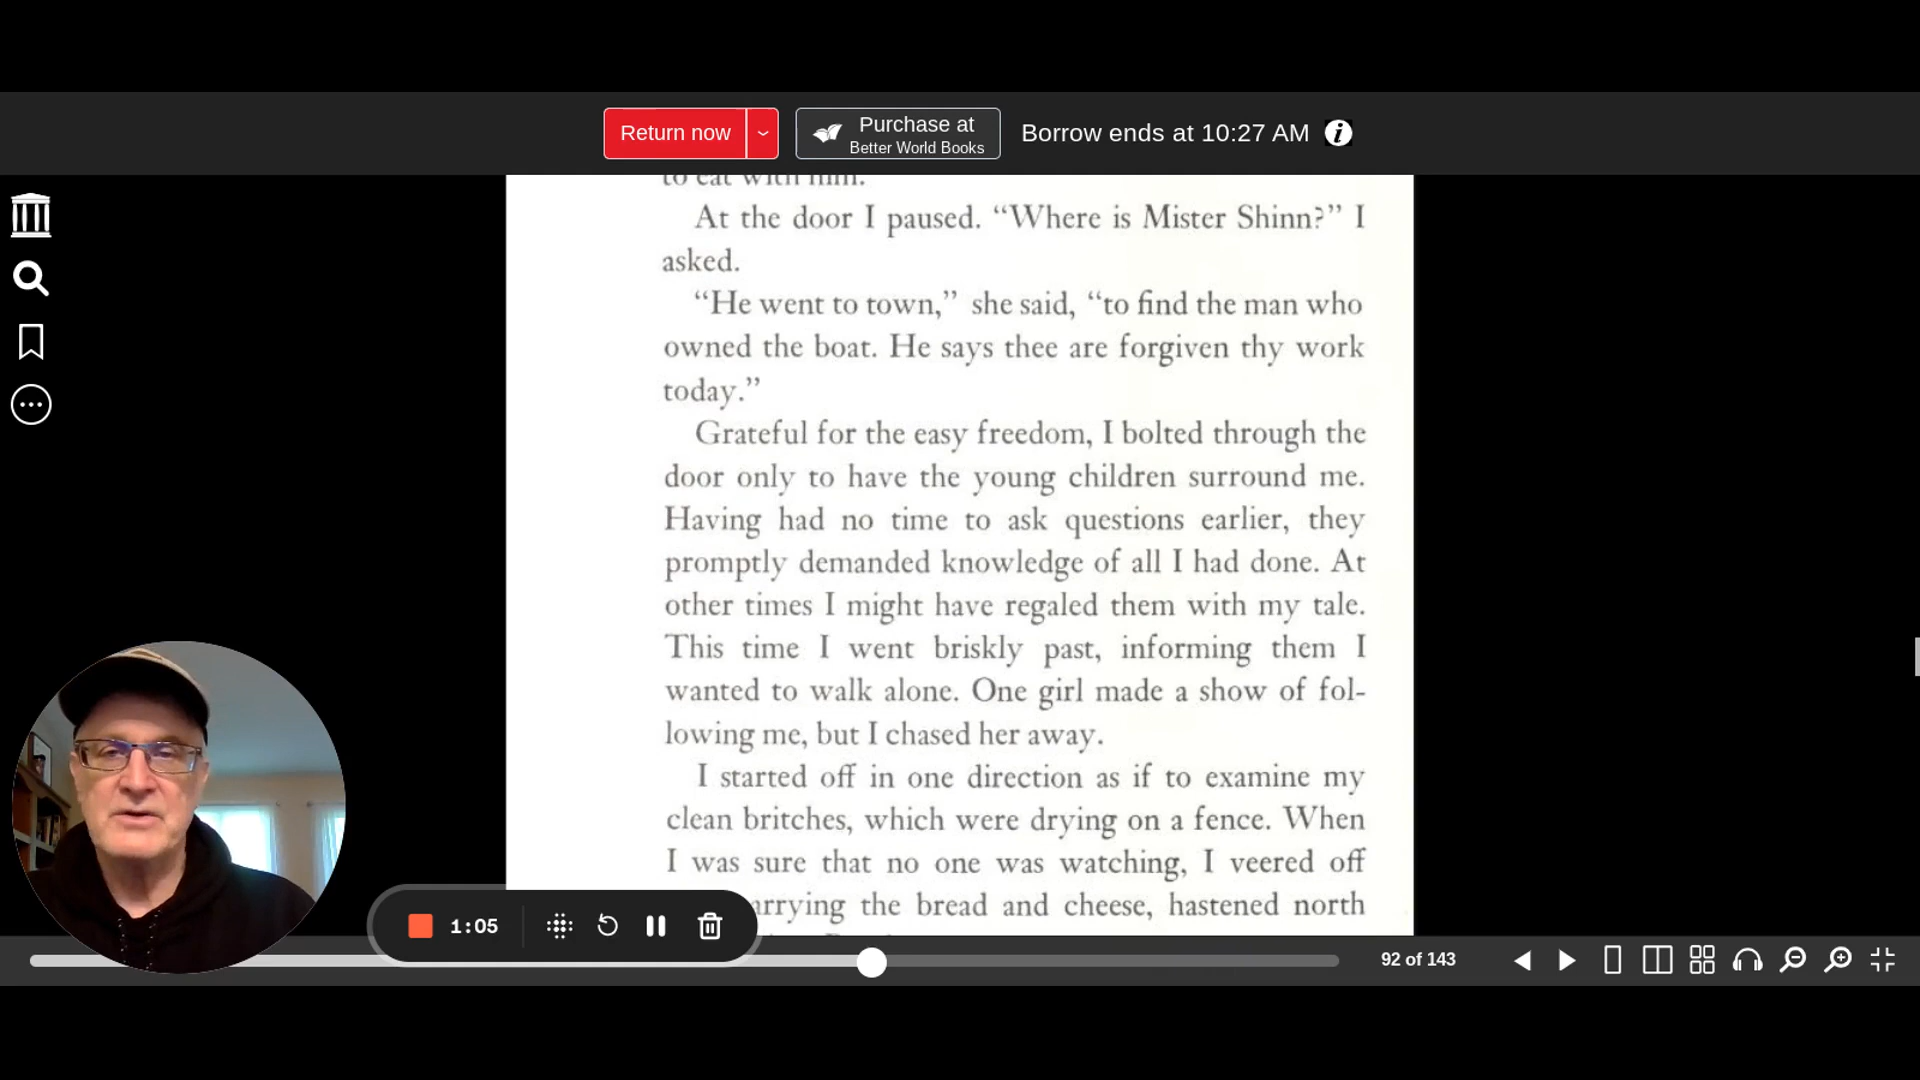 Return now
Purchase at
Better World Books
Borrow ends at 10:27 AM
to eat with him.
At the door I paused. “Where is Mister Shinn?” I
asked.
“He went to town,” she said, “to find the man who
owned the boat. He says thee are forgiven thy work
today.”
Grateful for the easy freedom, I bolted through the
door only to have the young children surround me.
Having had no time to ask questions earlier, they
promptly demanded knowledge of all I had done. At
other times I might have regaled them with my tale.
This time I went briskly past, informing them I
wanted to walk alone. One girl made a show of fol-
lowing me, but I chased her away.
I started off in one direction as if to examine my
clean britches, which were drying on a fence. When
I was sure that no one was watching, I veered off
arrying the bread and cheese, hastened north
1:05
92 of 143